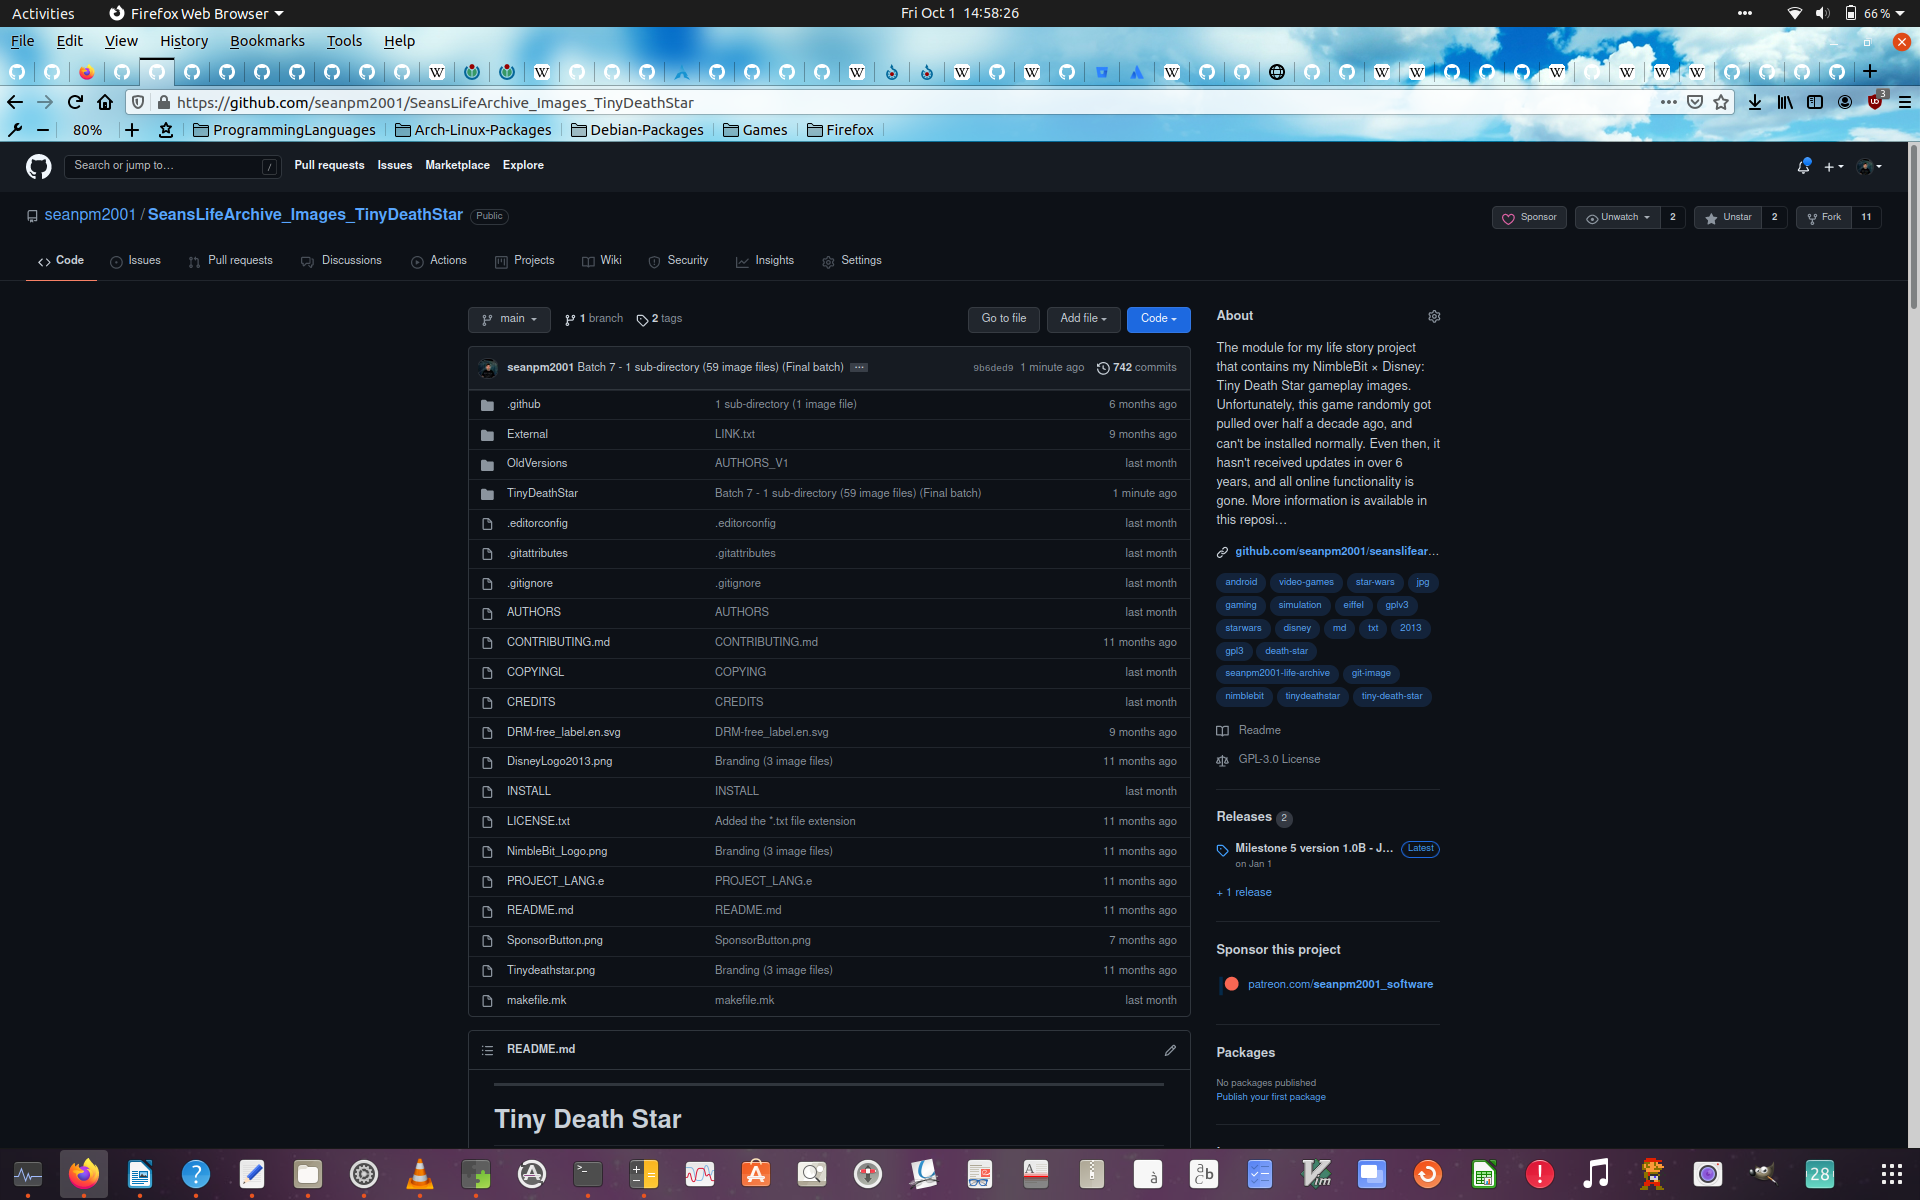 Activities Firefox Web Browser Fri Oct 1 14:58:26 66 %
File Edit View History Bookmarks Tools Help
https://github.com/seanpm2001/SeansLifeArchive_Images_TinyDeathStar 3
80% ProgrammingLanguages Arch-Linux-Packages Debian-Packages Games Firefox
Search or jump to… / Pull requests Issues Marketplace Explore
seanpm2001 / SeansLifeArchive_Images_TinyDeathStar Public Sponsor Unwatch 2 Unstar 2 Fork 11
Code Issues Pull requests Discussions Actions Projects Wiki Security Insights Settings
main 1 branch 2 tags Go to file Add file Code
seanpm2001 Batch 7 - 1 sub-directory (59 image files) (Final batch) ... 9b6ded9 1 minute ago 742 commits
.github 1 sub-directory (1 image file) 6 months ago
External LINK.txt 9 months ago
OldVersions AUTHORS_V1 last month
TinyDeathStar Batch 7 - 1 sub-directory (59 image files) (Final batch) 1 minute ago
.editorconfig .editorconfig last month
.gitattributes .gitattributes last month
.gitignore .gitignore last month
AUTHORS AUTHORS last month
CONTRIBUTING.md CONTRIBUTING.md 11 months ago
COPYINGL COPYING last month
CREDITS CREDITS last month
DRM-free_label.en.svg DRM-free_label.en.svg 9 months ago
DisneyLogo2013.png Branding (3 image files) 11 months ago
INSTALL INSTALL last month
LICENSE.txt Added the *.txt file extension 11 months ago
NimbleBit_Logo.png Branding (3 image files) 11 months ago
PROJECT_LANG.e PROJECT_LANG.e 11 months ago
README.md README.md 11 months ago
SponsorButton.png SponsorButton.png 7 months ago
Tinydeathstar.png Branding (3 image files) 11 months ago
makefile.mk makefile.mk last month
README.md
Tiny Death Star
About
The module for my life story project
that contains my NimbleBit × Disney:
Tiny Death Star gameplay images.
Unfortunately, this game randomly got
pulled over half a decade ago, and
can't be installed normally. Even then, it
hasn't received updates in over 6
years, and all online functionality is
gone. More information is available in
this reposi…
github.com/seanpm2001/seanslifear…
android video-games star-wars jpg
gaming simulation eiffel gplv3
starwars disney md txt 2013
gpl3 death-star
seanpm2001-life-archive git-image
nimblebit tinydeathstar tiny-death-star
Readme
GPL-3.0 License
Releases 2
Milestone 5 version 1.0B - J... Latest
on Jan 1
+ 1 release
Sponsor this project
patreon.com/seanpm2001_software
Packages
No packages published
Publish your first package
28